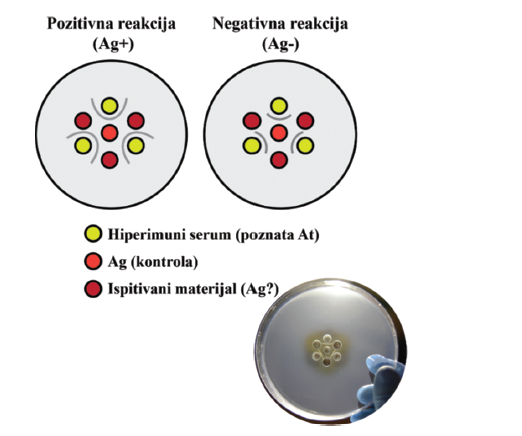 Pozitivna reakcija
(Ag+)
Negativna reakcija
(Ag-)
Hiperimuni serum (poznata At)
Ag (kontrola)
Ispitivani materijal (Ag?)